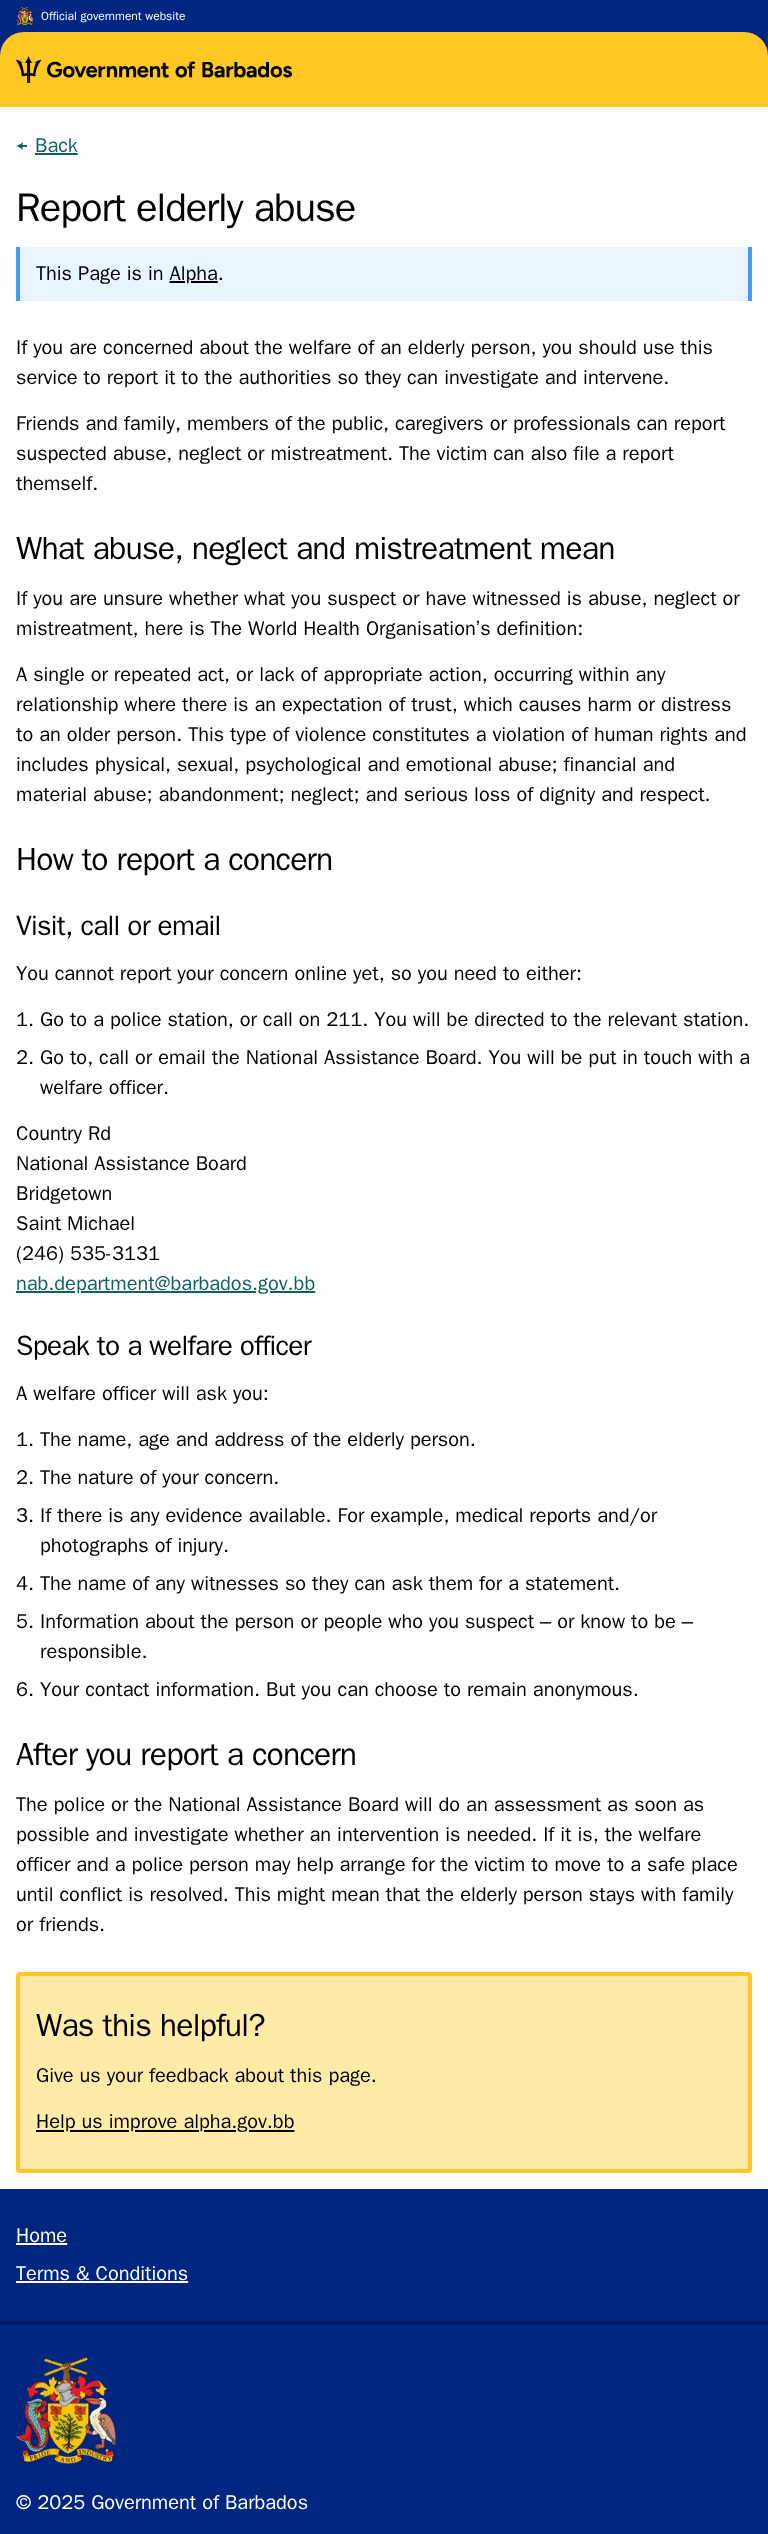 Official government website
Government of Barbados
← Back
Report elderly abuse
This Page is in Alpha.
If you are concerned about the welfare of an elderly person, you should use this
service to report it to the authorities so they can investigate and intervene.
Friends and family, members of the public, caregivers or professionals can report
suspected abuse, neglect or mistreatment. The victim can also file a report
themself.
What abuse, neglect and mistreatment mean
If you are unsure whether what you suspect or have witnessed is abuse, neglect or
mistreatment, here is The World Health Organisation’s definition:
A single or repeated act, or lack of appropriate action, occurring within any
relationship where there is an expectation of trust, which causes harm or distress
to an older person. This type of violence constitutes a violation of human rights and
includes physical, sexual, psychological and emotional abuse; financial and
material abuse; abandonment; neglect; and serious loss of dignity and respect.
How to report a concern
Visit, call or email
You cannot report your concern online yet, so you need to either:
1. Go to a police station, or call on 211. You will be directed to the relevant station.
2. Go to, call or email the National Assistance Board. You will be put in touch with a
welfare officer.
Country Rd
National Assistance Board
Bridgetown
Saint Michael
(246) 535-3131
nab.department@barbados.gov.bb
Speak to a welfare officer
A welfare officer will ask you:
1. The name, age and address of the elderly person.
2. The nature of your concern.
3. If there is any evidence available. For example, medical reports and/or
photographs of injury.
4. The name of any witnesses so they can ask them for a statement.
5. Information about the person or people who you suspect – or know to be –
responsible.
6. Your contact information. But you can choose to remain anonymous.
After you report a concern
The police or the National Assistance Board will do an assessment as soon as
possible and investigate whether an intervention is needed. If it is, the welfare
officer and a police person may help arrange for the victim to move to a safe place
until conflict is resolved. This might mean that the elderly person stays with family
or friends.
Was this helpful?
Give us your feedback about this page.
Help us improve alpha.gov.bb
Home
Terms & Conditions
PRIDE AND INDUSTRY
© 2025 Government of Barbados